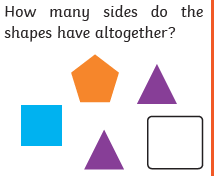 How many sides do the
shapes have altogether?